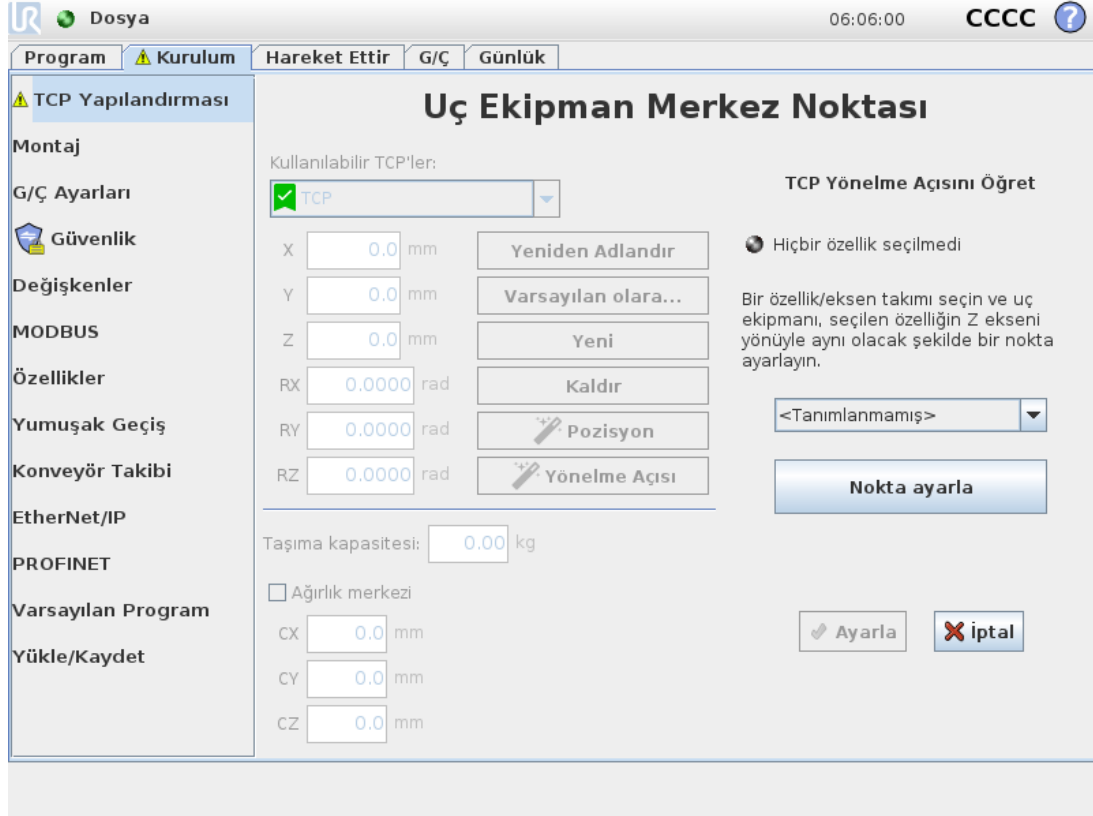 UR Dosya 06:06:00 CCCC ?
Program Kurulum Hareket Ettir G/Ç Günlük
TCP Yapılandırması
Montaj
G/Ç Ayarları
Güvenlik
Değişkenler
MODBUS
Özellikler
Yumuşak Geçiş
Konveyör Takibi
EtherNet/IP
PROFINET
Varsayılan Program
Yükle/Kaydet
Uç Ekipman Merkez Noktası
Kullanılabilir TCP'ler:
TCP
X 0.0 mm Yeniden Adlandır
Y 0.0 mm Varsayılan olara...
Z 0.0 mm Yeni
RX 0.0000 rad Kaldır
RY 0.0000 rad Pozisyon
RZ 0.0000 rad Yönelme Açısı
Taşıma kapasitesi: 0.00 kg
Ağırlık merkezi
CX 0.0 mm
CY 0.0 mm
CZ 0.0 mm
TCP Yönelme Açısını Öğret
Hiçbir özellik seçilmedi
Bir özellik/eksen takımı seçin ve uç
ekipmanı, seçilen özelliğin Z ekseni
yönüyle aynı olacak şekilde bir nokta
ayarlayın.
<Tanımlanmamış>
Nokta ayarla
Ayarla İptal